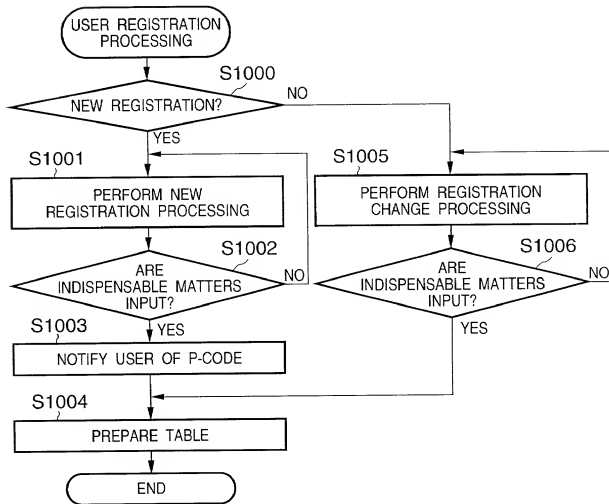 USER REGISTRATION
PROCESSING
S1000
NEW REGISTRATION?
NO
YES
S1001
PERFORM NEW
REGISTRATION PROCESSING
S1002
ARE
INDISPENSABLE MATTERS
INPUT?
NO
YES
S1003
NOTIFY USER OF P-CODE
S1005
PERFORM REGISTRATION
CHANGE PROCESSING
S1006
ARE
INDISPENSABLE MATTERS
INPUT?
NO
YES
S1004
PREPARE TABLE
END